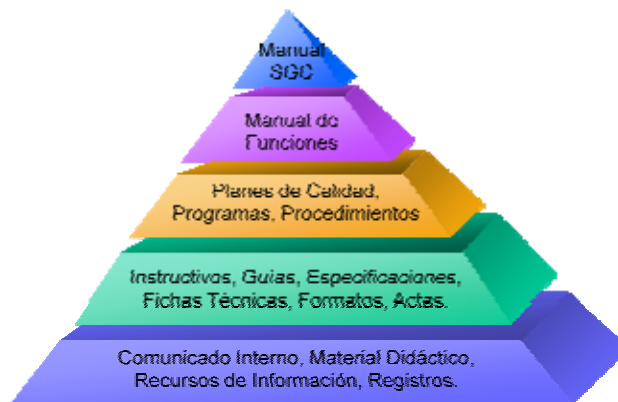 Manual
SGC
Manual de
Funciones
Planes de Calidad,
Programas, Procedimientos
Instructivos, Guías, Especificaciones,
Fichas Técnicas, Formatos, Actas.
Comunicado Interno, Material Didáctico,
Recursos de Información, Registros.